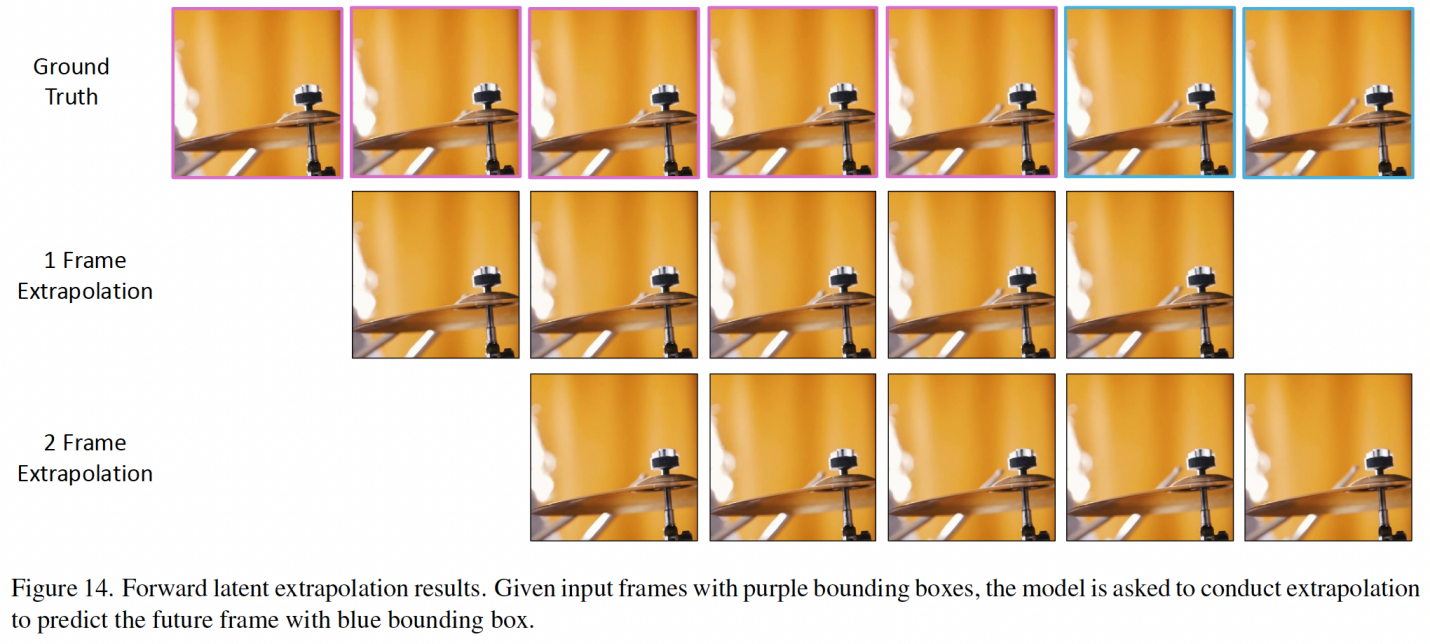 Ground
Truth
1 Frame
Extrapolation
2 Frame
Extrapolation
Figure 14. Forward latent extrapolation results. Given input frames with purple bounding boxes, the model is asked to conduct extrapolation
to predict the future frame with blue bounding box.